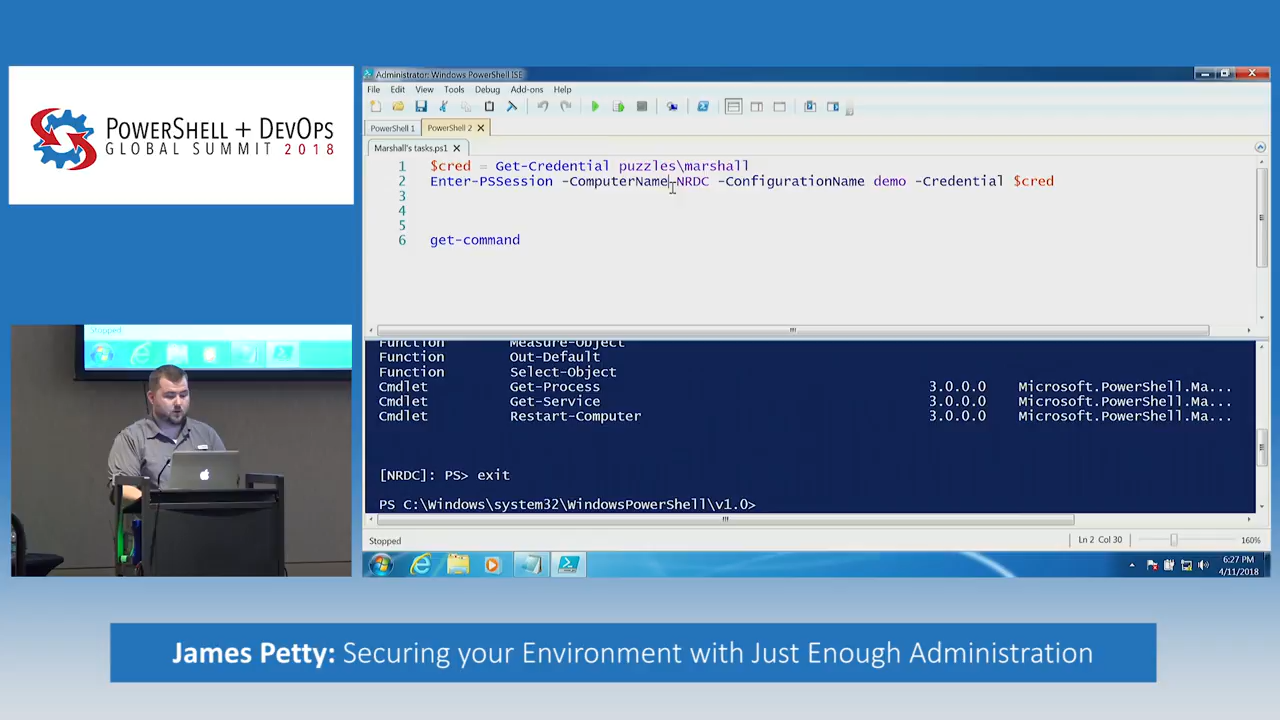 POWERSHELL + DEVOPS
GLOBAL SUMMIT 2018
Stopped
Administrator: Windows PowerShell ISE
File Edit View Tools Add-ons Debug Help
PowerShell 1 PowerShell 2
Marshall's tasks.ps1
1 $cred = Get-Credential puzzles\marshall
2 Enter-PSSession -ComputerName NRDC -ConfigurationName demo -Credential $cred
3
4
5
6 get-command
Function Measure-Object
Function Out-Default
Function Select-Object
Cmdlet Get-Process 3.0.0.0 Microsoft.PowerShell.Ma...
Cmdlet Get-Service 3.0.0.0 Microsoft.PowerShell.Ma...
Cmdlet Restart-Computer 3.0.0.0 Microsoft.PowerShell.Ma...
[NRDC]: PS> exit
PS C:\Windows\system32\WindowsPowerShell\v1.0>
Stopped Ln 2 Col 30 160%
6:27 PM
4/11/2018
James Petty: Securing your Environment with Just Enough Administration